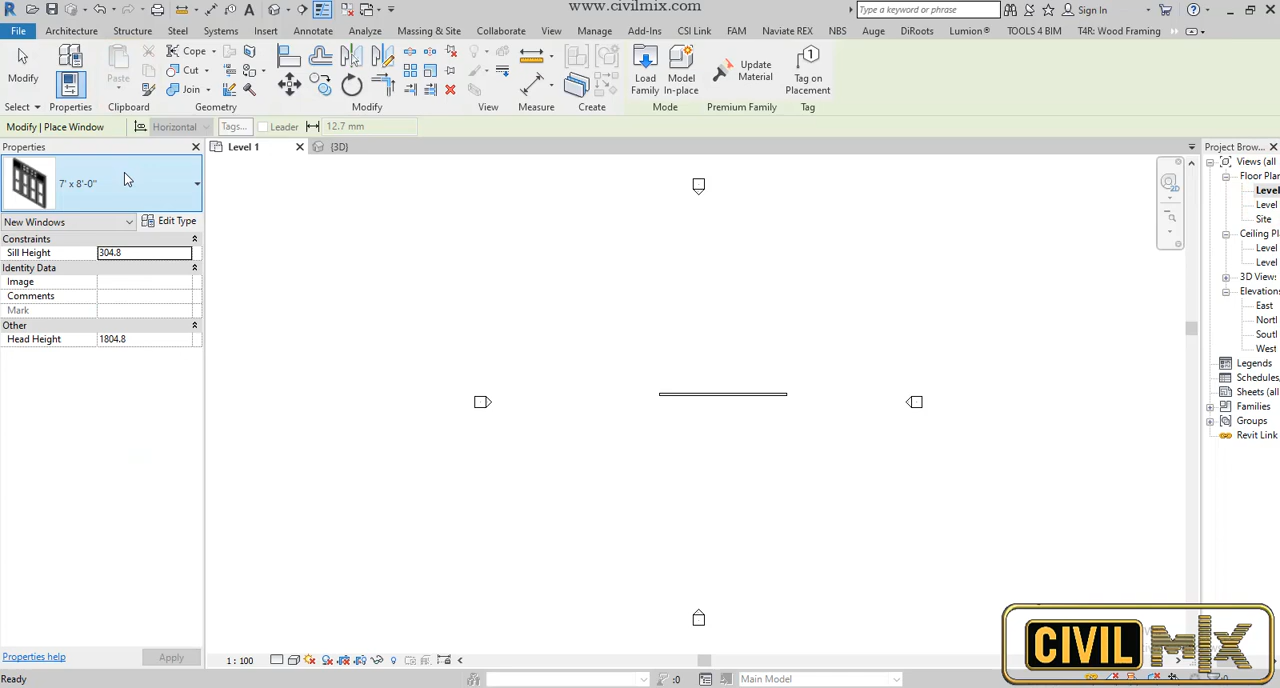 www.civilmix.com
Type a keyword or phrase
Sign In
File Architecture Structure Steel Systems Insert Annotate Analyze Massing & Site Collaborate View Manage Add-Ins CSI Link FAM Naviate REX NBS Auge DiRoots Lumion® TOOLS 4 BIM T4R: Wood Framing
Modify
Paste
Cope
Cut
Join
Load Family
Model In-place
Update Material
Tag on Placement
Select Properties Clipboard Geometry Modify View Measure Create Mode Premium Family Tag
Modify | Place Window Horizontal Tags... Leader 12.7 mm
Properties
7' x 8'-0"
New Windows Edit Type
Constraints
Sill Height 304.8
Identity Data
Image
Comments
Mark
Other
Head Height 1804.8
Properties help Apply
Level 1 (3D)
2D
Project Brow...
Views (all
Floor Plan
Level
Level
Site
Ceiling Pl
Level
Level
3D Views
Elevations
East
North
South
West
Legends
Schedules,
Sheets (all
Families
Groups
Revit Link
1 : 100
Ready :0 Main Model
CIVIL MIX